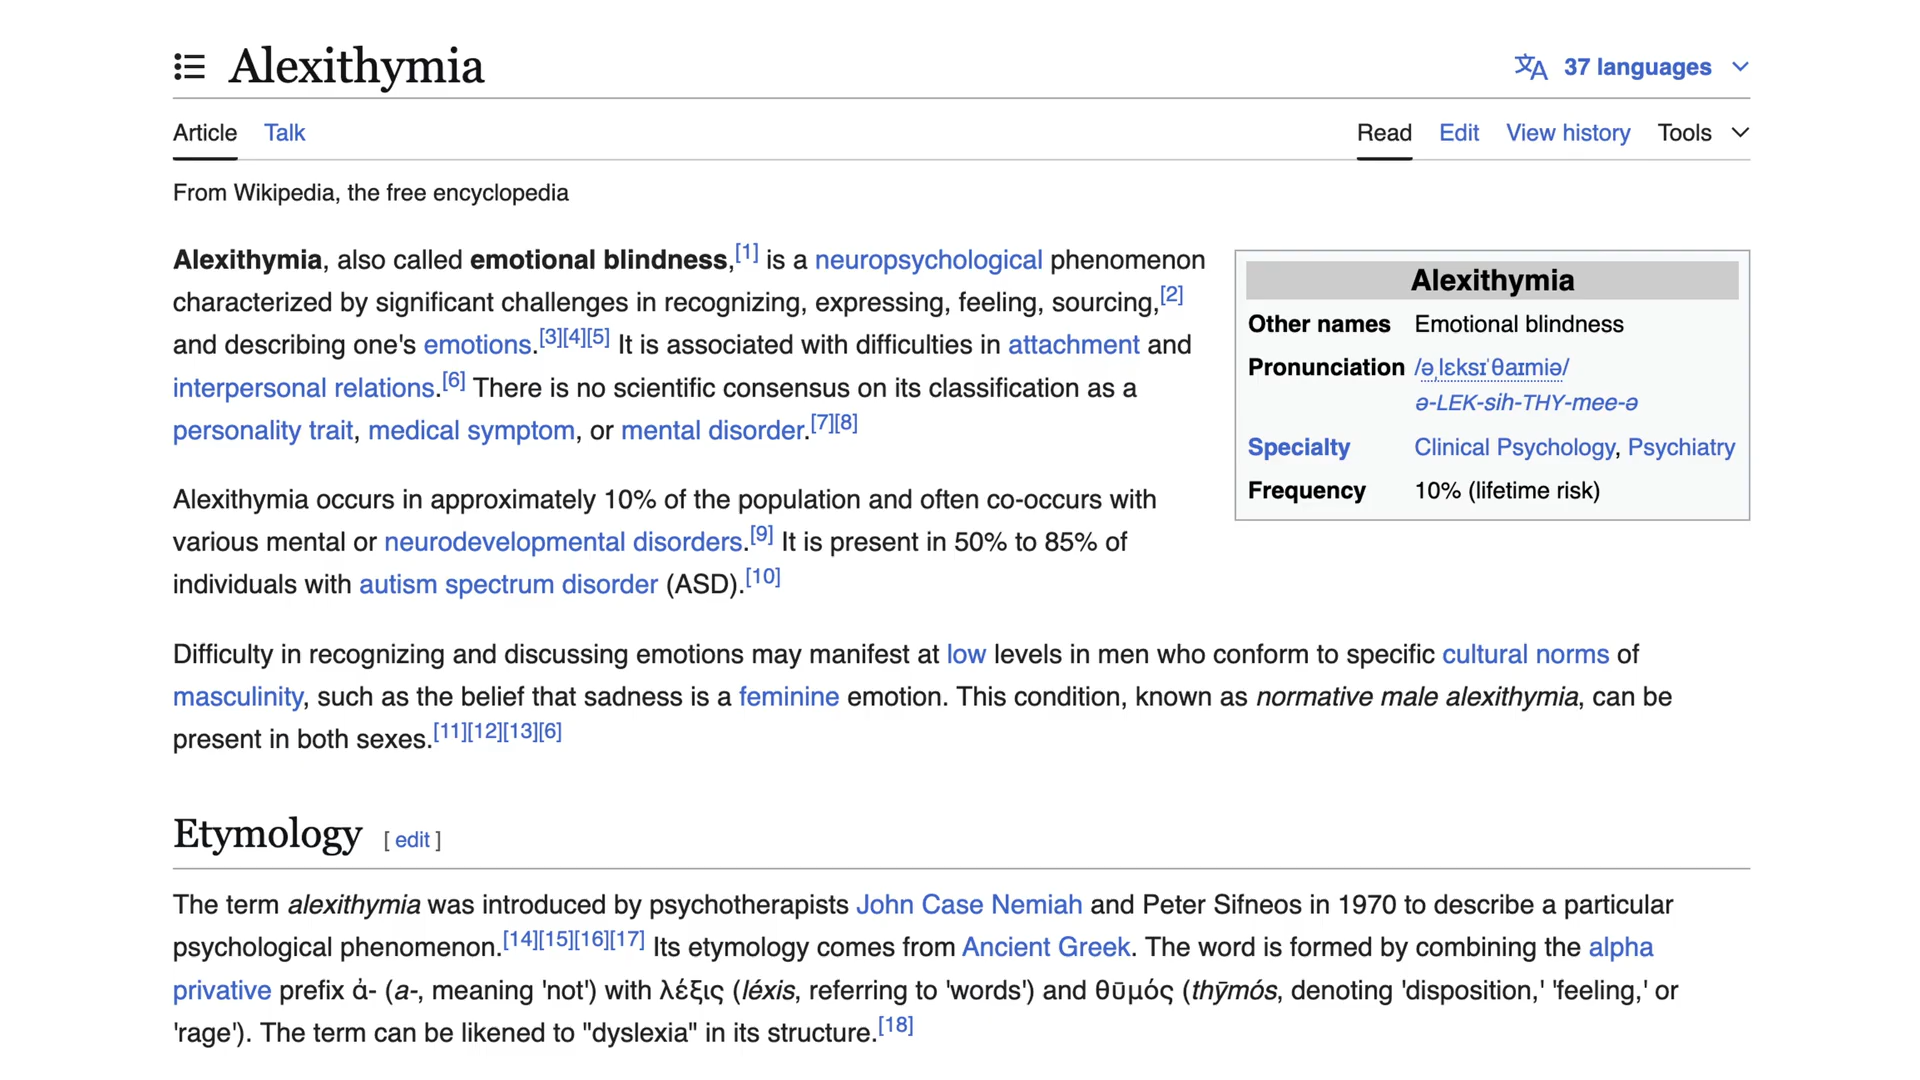 Alexithymia
37 languages
Article Talk
Read Edit View history Tools
From Wikipedia, the free encyclopedia
Alexithymia, also called emotional blindness,[1] is a neuropsychological phenomenon
characterized by significant challenges in recognizing, expressing, feeling, sourcing,[2]
and describing one's emotions.[3][4][5] It is associated with difficulties in attachment and
interpersonal relations.[6] There is no scientific consensus on its classification as a
personality trait, medical symptom, or mental disorder.[7][8]
Alexithymia
Other names Emotional blindness
Pronunciation /əˌlɛksɪˈθaɪmiə/
ə-LEK-sih-THY-mee-ə
Specialty Clinical Psychology, Psychiatry
Frequency 10% (lifetime risk)
Alexithymia occurs in approximately 10% of the population and often co-occurs with
various mental or neurodevelopmental disorders.[9] It is present in 50% to 85% of
individuals with autism spectrum disorder (ASD).[10]
Difficulty in recognizing and discussing emotions may manifest at low levels in men who conform to specific cultural norms of
masculinity, such as the belief that sadness is a feminine emotion. This condition, known as normative male alexithymia, can be
present in both sexes.[11][12][13][6]
Etymology [ edit ]
The term alexithymia was introduced by psychotherapists John Case Nemiah and Peter Sifneos in 1970 to describe a particular
psychological phenomenon.[14][15][16][17] Its etymology comes from Ancient Greek. The word is formed by combining the alpha
privative prefix ἀ- (a-, meaning 'not') with λέξις (léxis, referring to 'words') and θῡμός (thȳmós, denoting 'disposition,' 'feeling,' or
'rage'). The term can be likened to "dyslexia" in its structure.[18]